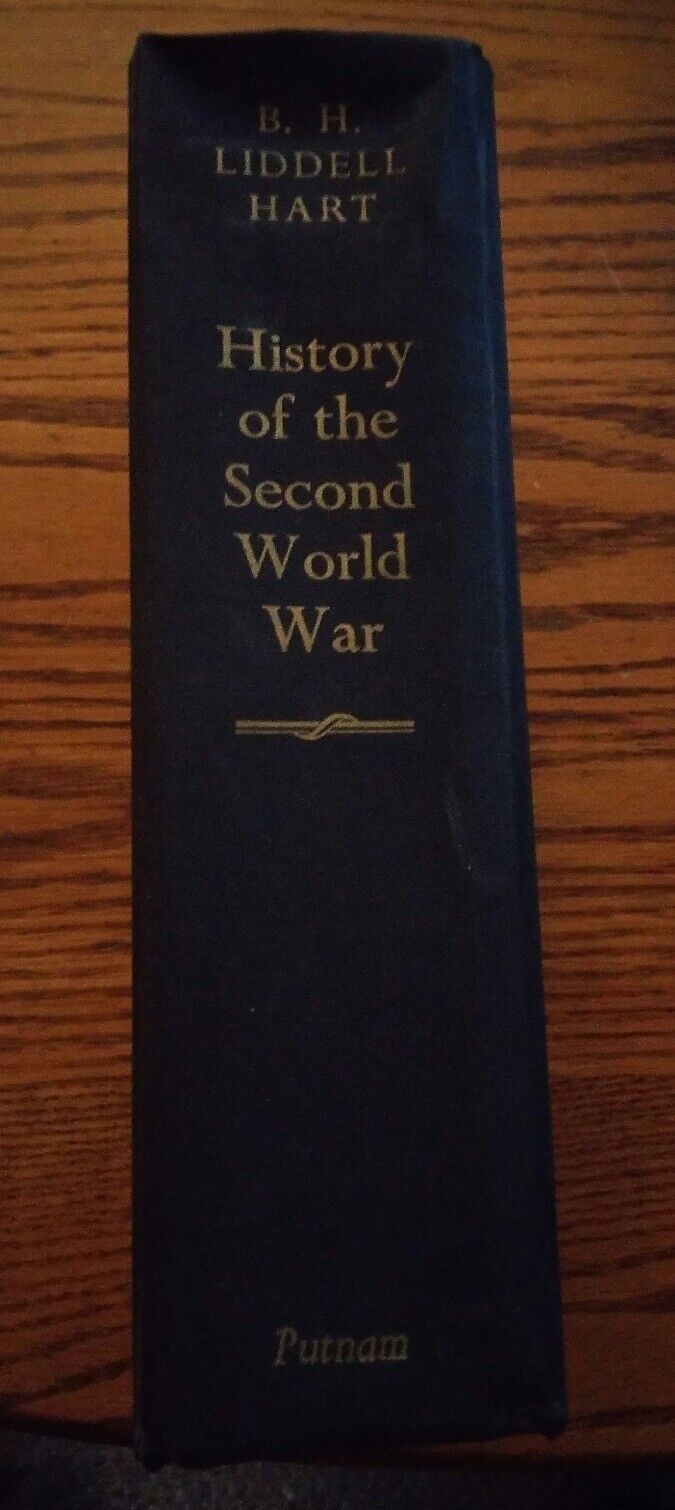 B. H.
LIDDELL
HART
History
of the
Second
World
War
Putnam